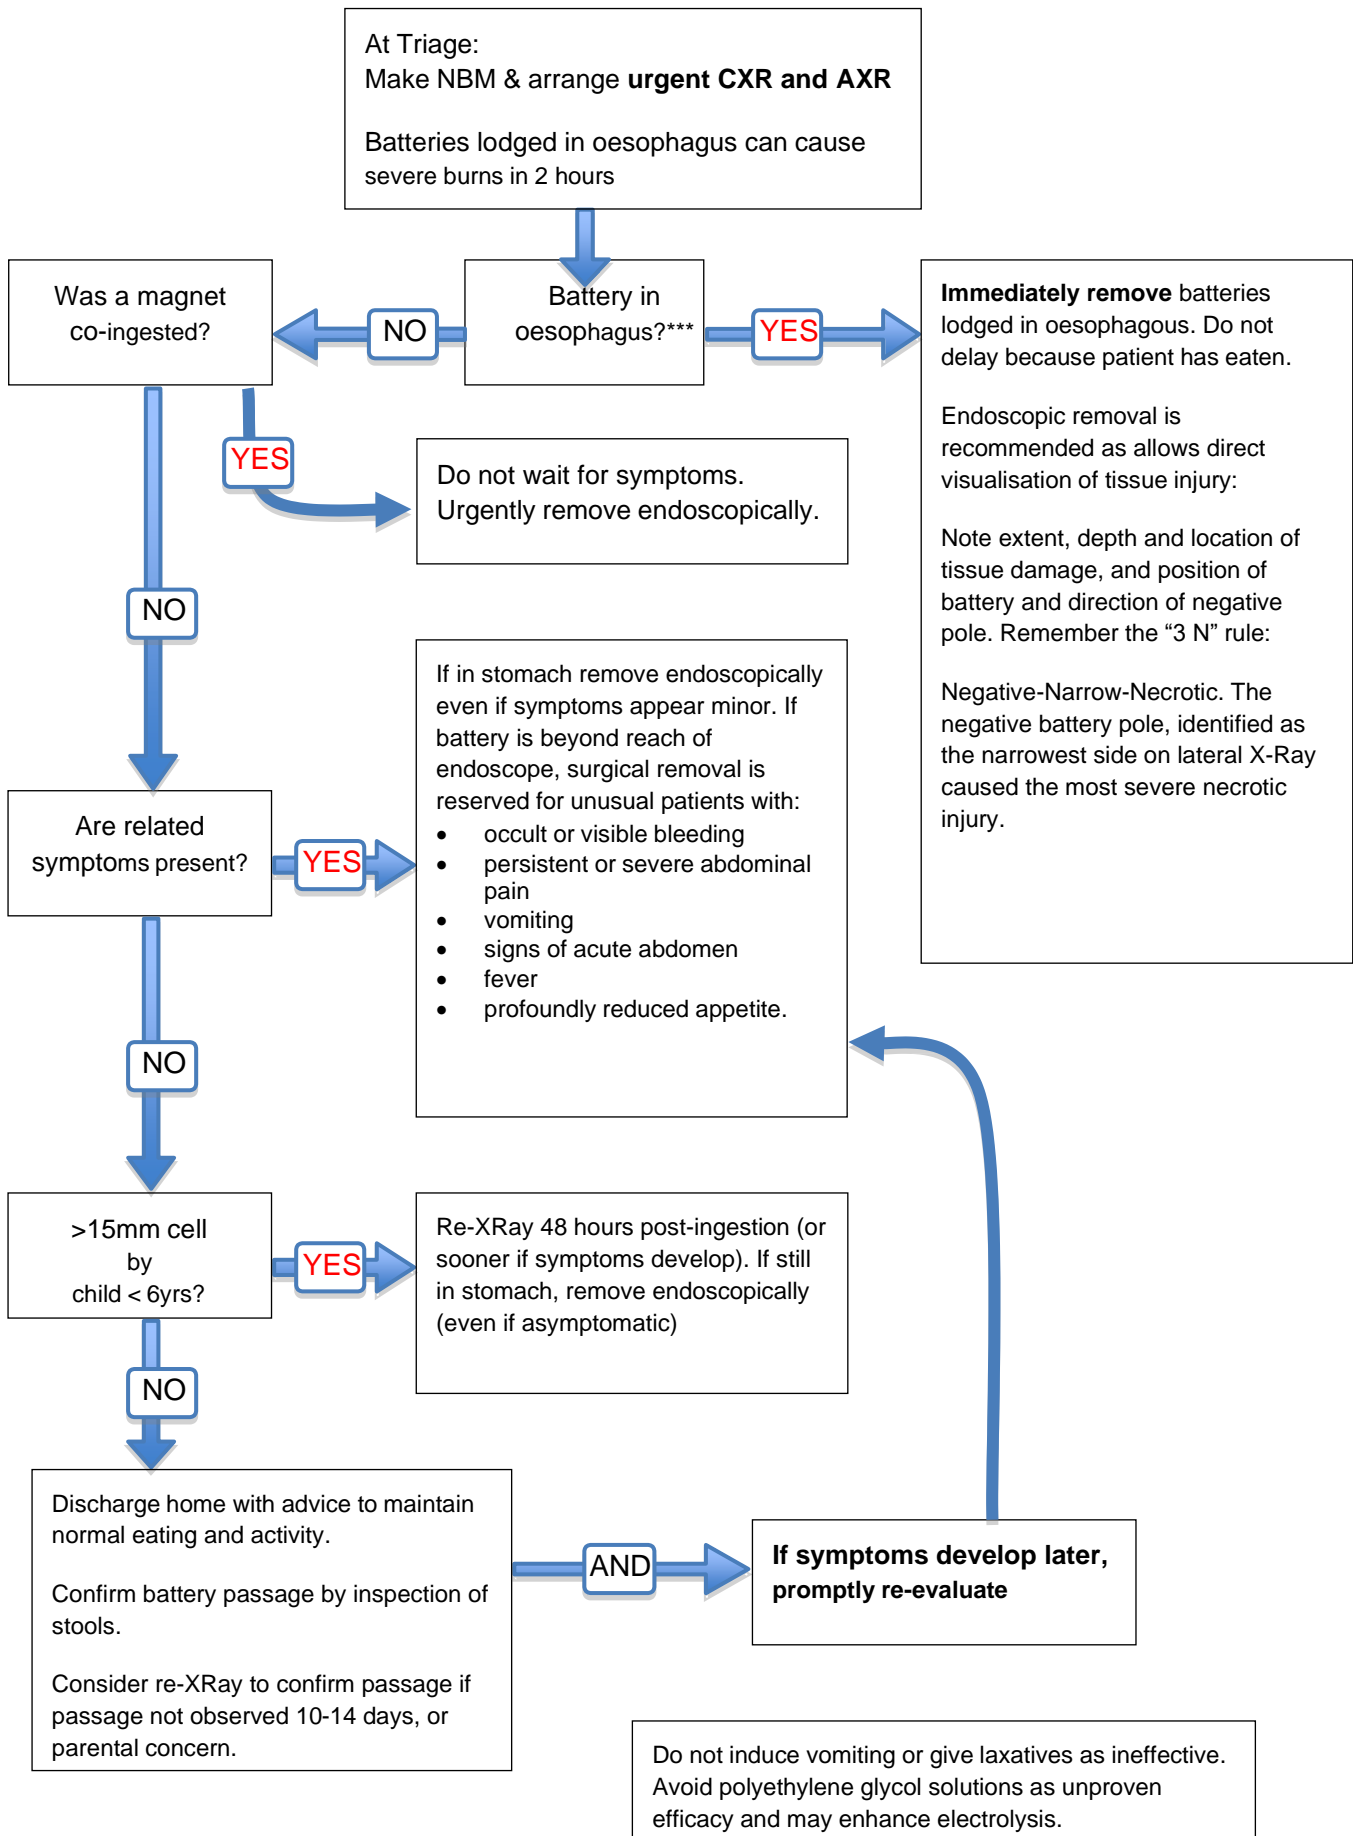 At Triage:
Make NBM & arrange urgent CXR and AXR
Batteries lodged in oesophagus can cause
severe burns in 2 hours
Battery in
oesophagus?***
NO
YES
Was a magnet
co-ingested?
Immediately remove batteries
lodged in oesophagous. Do not
delay because patient has eaten.
Endoscopic removal is
recommended as allows direct
visualisation of tissue injury:
Note extent, depth and location of
tissue damage, and position of
battery and direction of negative
pole. Remember the “3 N” rule:
Negative-Narrow-Necrotic. The
negative battery pole, identified as
the narrowest side on lateral X-Ray
caused the most severe necrotic
injury.
YES
Do not wait for symptoms.
Urgently remove endoscopically.
NO
Are related
symptoms present?
YES
If in stomach remove endoscopically
even if symptoms appear minor. If
battery is beyond reach of
endoscope, surgical removal is
reserved for unusual patients with:
• occult or visible bleeding
• persistent or severe abdominal
pain
• vomiting
• signs of acute abdomen
• fever
• profoundly reduced appetite.
NO
>15mm cell
by
child < 6yrs?
YES
Re-XRay 48 hours post-ingestion (or
sooner if symptoms develop). If still
in stomach, remove endoscopically
(even if asymptomatic)
NO
Discharge home with advice to maintain
normal eating and activity.
Confirm battery passage by inspection of
stools.
Consider re-XRay to confirm passage if
passage not observed 10-14 days, or
parental concern.
AND
If symptoms develop later,
promptly re-evaluate
Do not induce vomiting or give laxatives as ineffective.
Avoid polyethylene glycol solutions as unproven
efficacy and may enhance electrolysis.